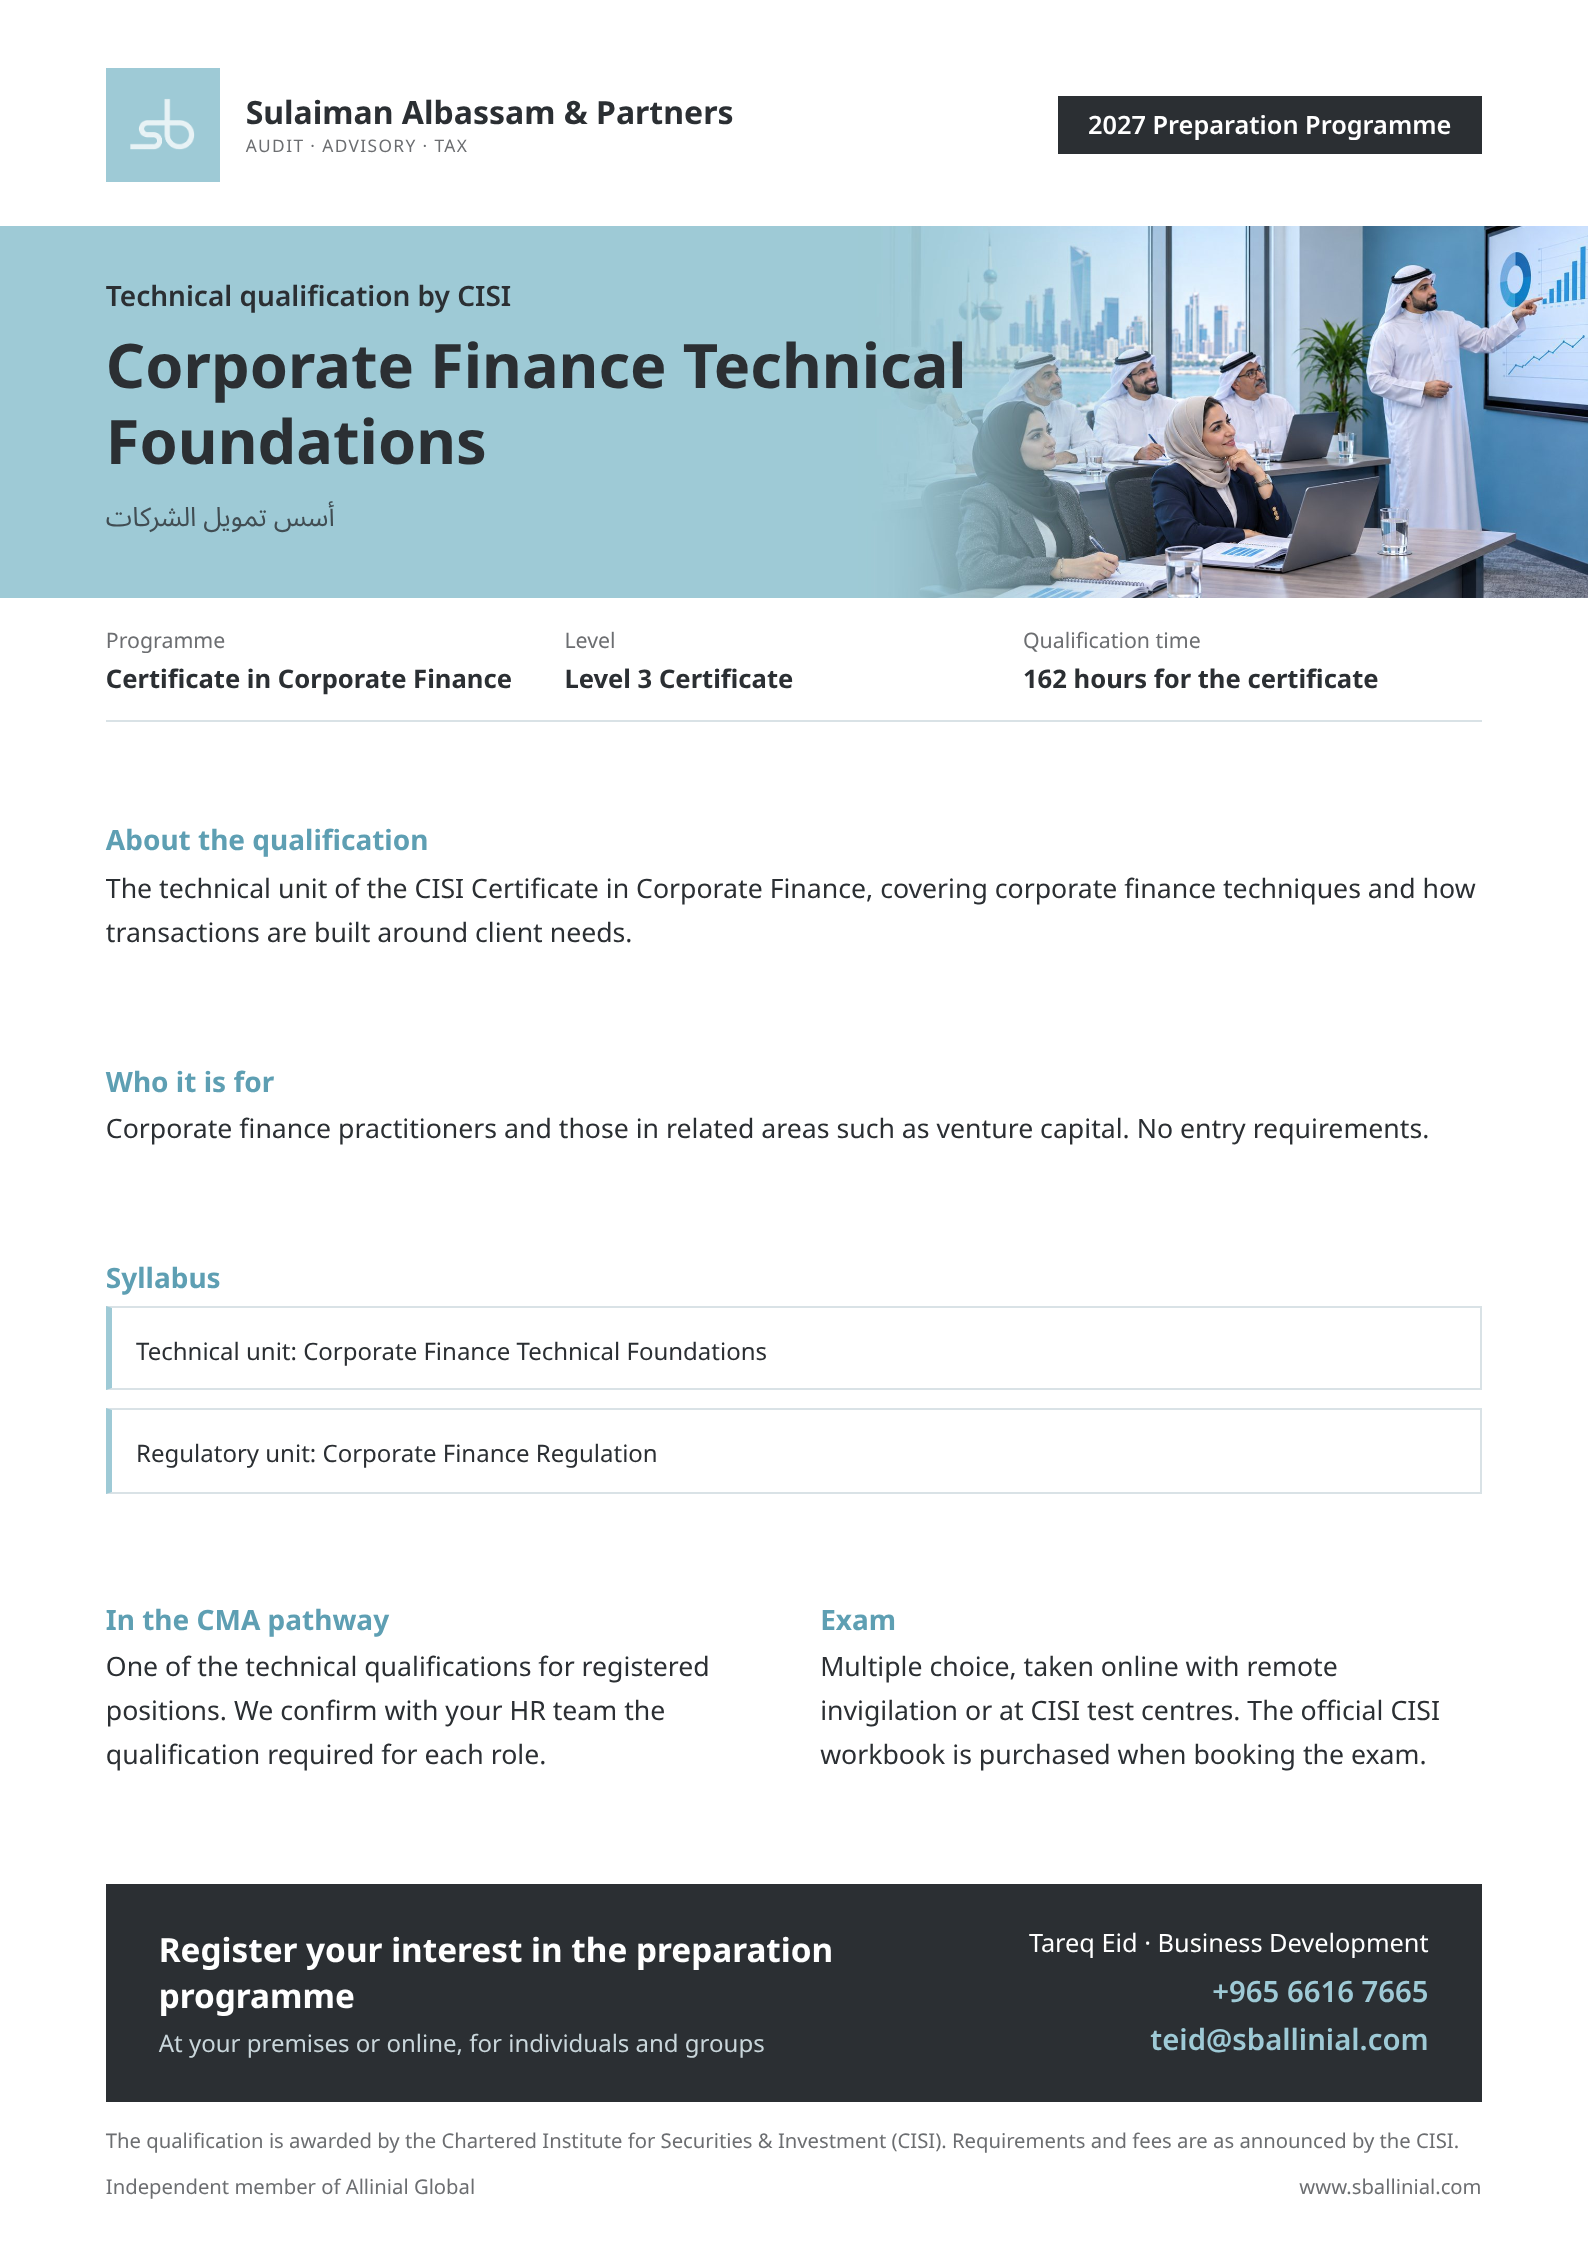 sb
Sulaiman Albassam & Partners
AUDIT · ADVISORY · TAX
2027 Preparation Programme
Technical qualification by CISI
Corporate Finance Technical
Foundations
أسس تمويل الشركات
Programme
Certificate in Corporate Finance
Level
Level 3 Certificate
Qualification time
162 hours for the certificate
About the qualification
The technical unit of the CISI Certificate in Corporate Finance, covering corporate finance techniques and how
transactions are built around client needs.
Who it is for
Corporate finance practitioners and those in related areas such as venture capital. No entry requirements.
Syllabus
Technical unit: Corporate Finance Technical Foundations
Regulatory unit: Corporate Finance Regulation
In the CMA pathway
One of the technical qualifications for registered
positions. We confirm with your HR team the
qualification required for each role.
Exam
Multiple choice, taken online with remote
invigilation or at CISI test centres. The official CISI
workbook is purchased when booking the exam.
Register your interest in the preparation
programme
At your premises or online, for individuals and groups
Tareq Eid · Business Development
+965 6616 7665
teid@sballinial.com
The qualification is awarded by the Chartered Institute for Securities & Investment (CISI). Requirements and fees are as announced by the CISI.
Independent member of Allinial Global
www.sballinial.com